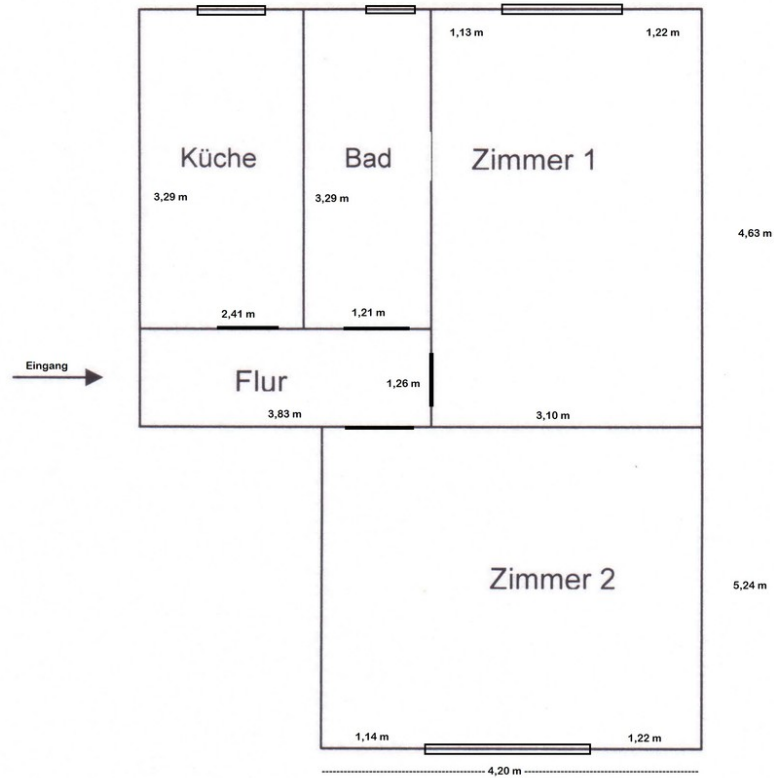 1,13 m
1,22 m
Küche
Bad
Zimmer 1
3,29 m
3,29 m
4,63 m
2,41 m
1,21 m
Eingang
Flur
1,26 m
3,83 m
3,10 m
Zimmer 2
5,24 m
1,14 m
1,22 m
4,20 m